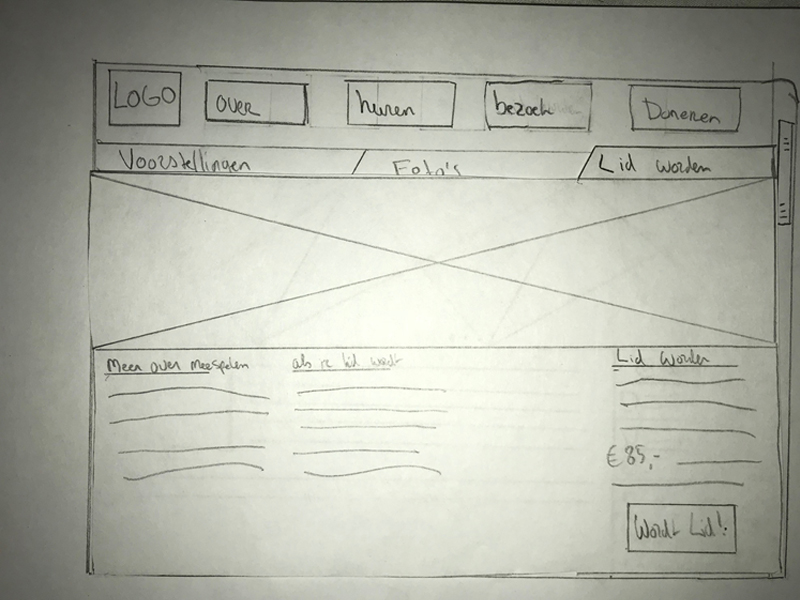 LOGO
over
huren
bezoek
Doneren
Voorstellingen
Foto's
Lid worden
Meer over meespelen
als je lid wordt
Lid worden
€85,-
Wordt Lid!